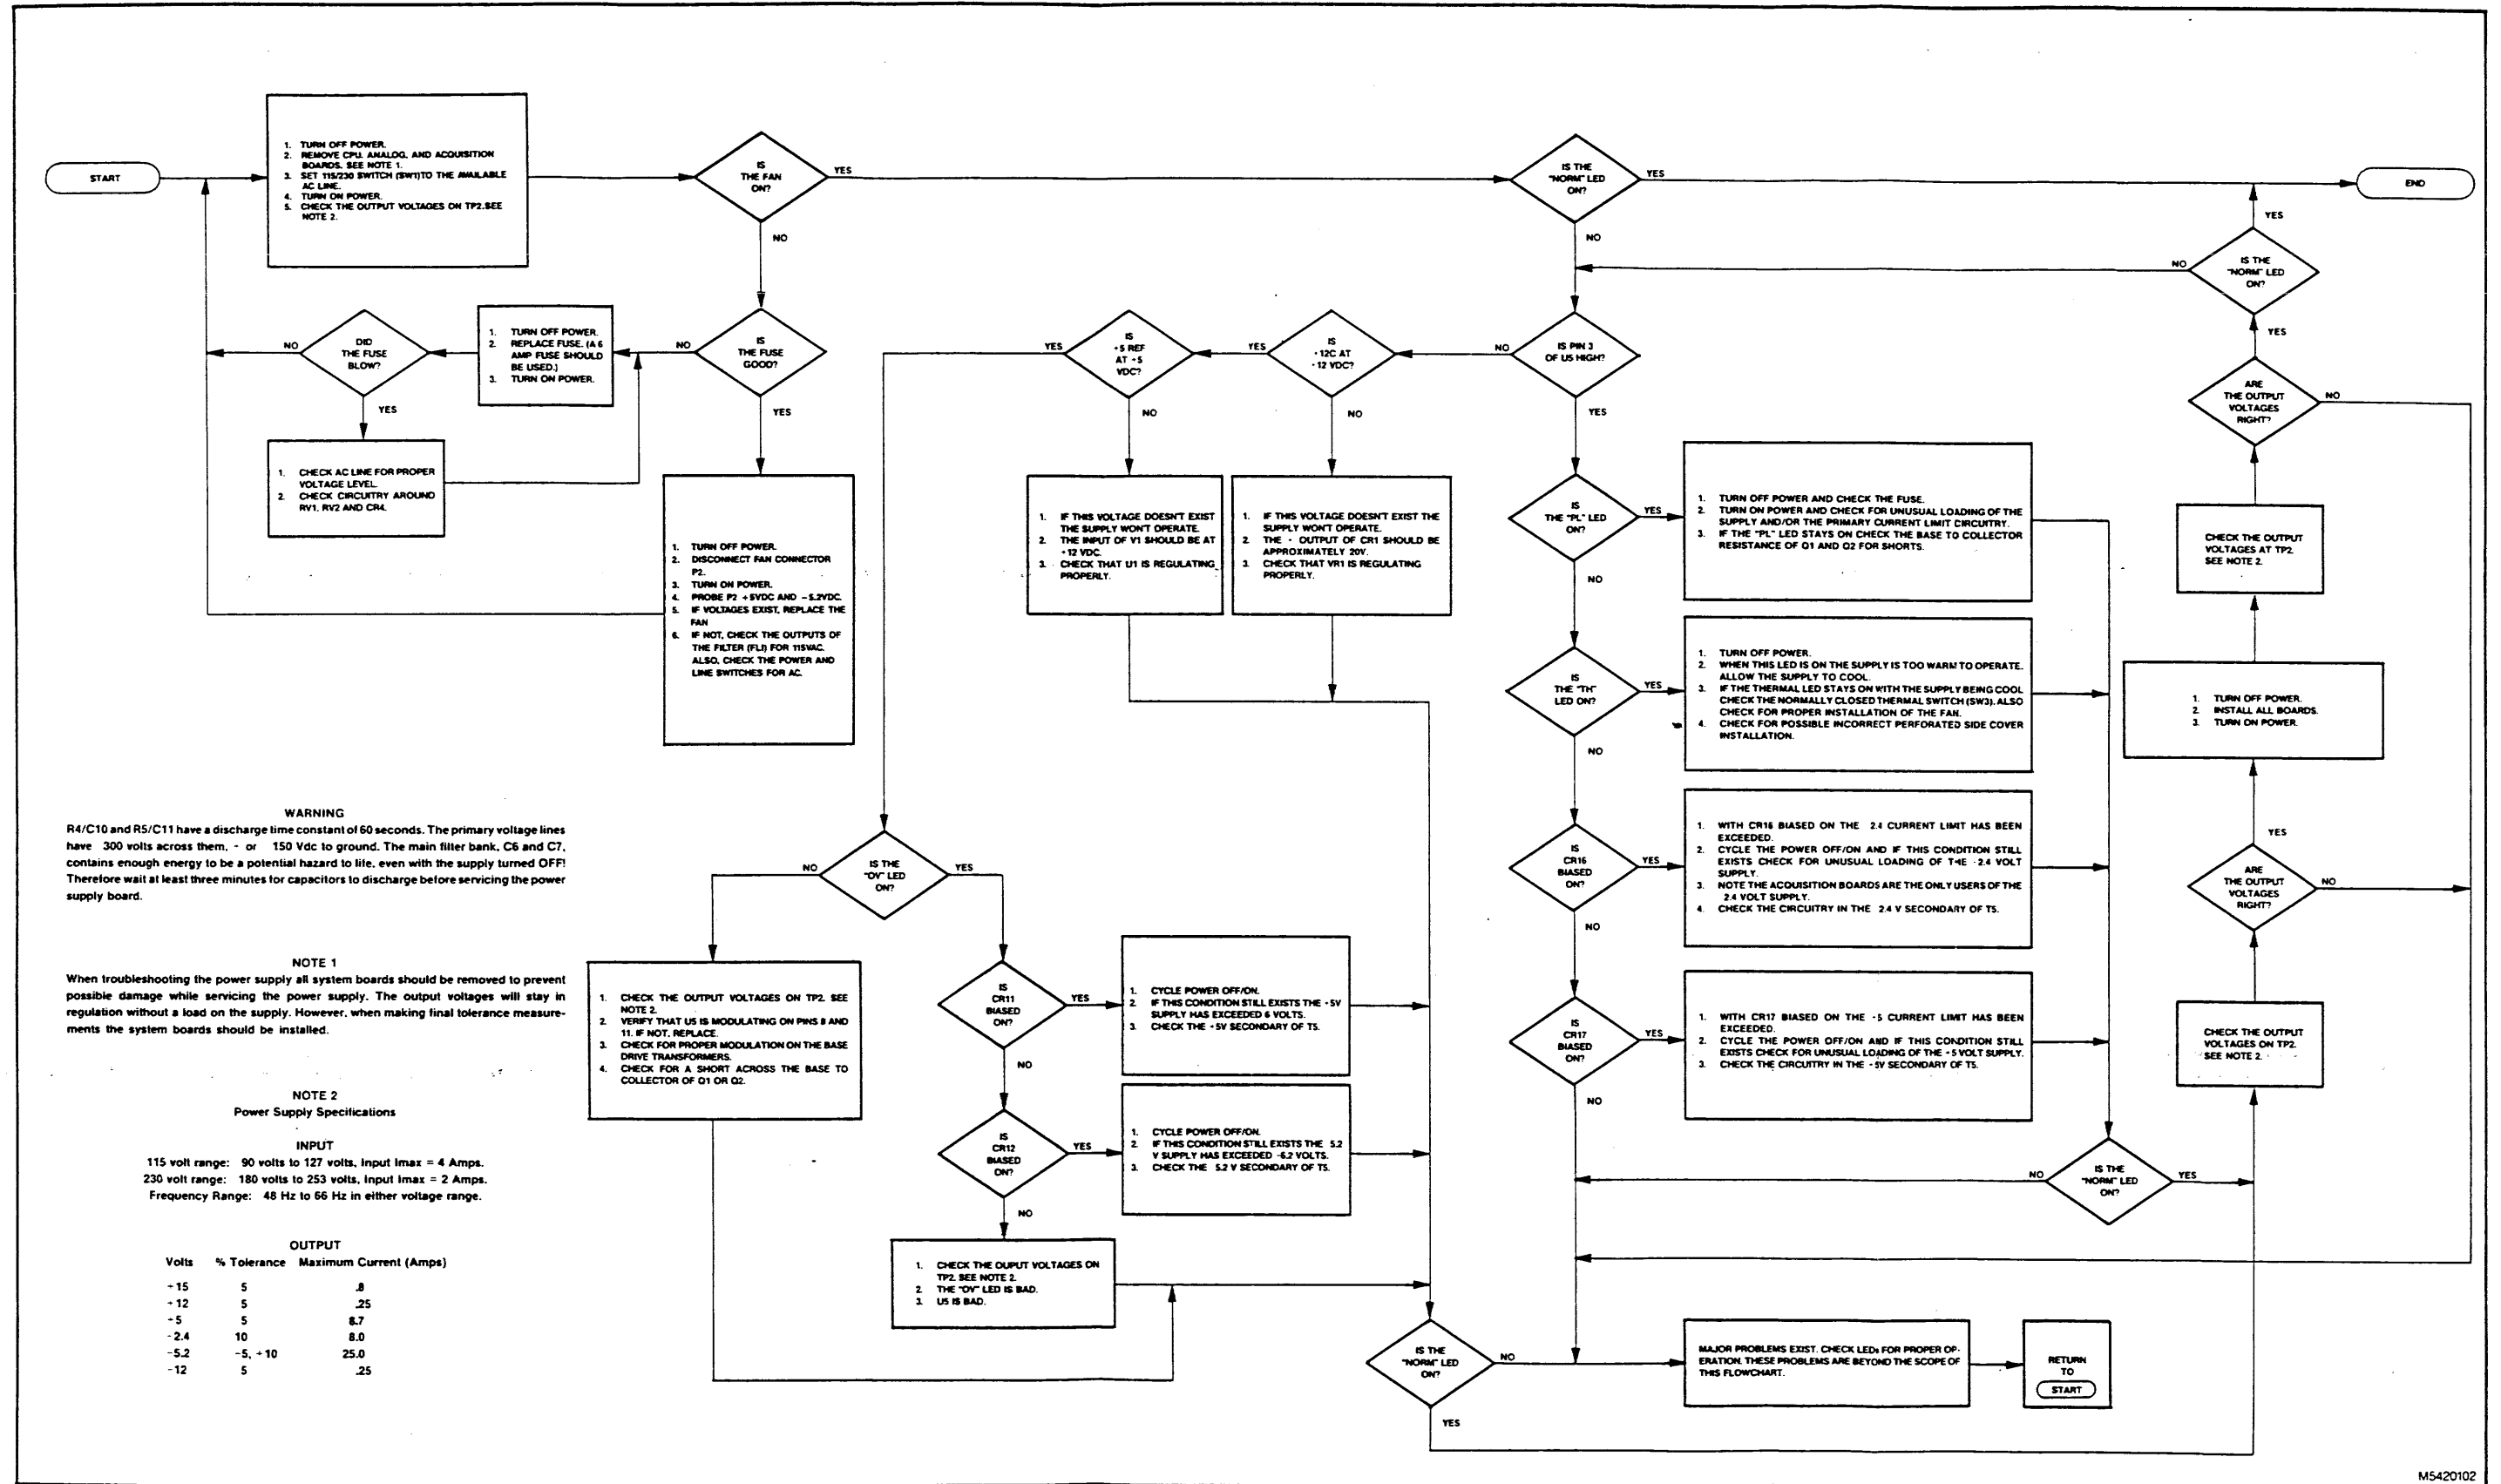 START
1. TURN OFF POWER.
2. REMOVE CPU, ANALOG, AND ACQUISITION
BOARDS. SEE NOTE 1.
3. SET 115/230 SWITCH (SW1)TO THE AVAILABLE
AC LINE.
4. TURN ON POWER.
5. CHECK THE OUTPUT VOLTAGES ON TP2.SEE
NOTE 2.
IS
THE FAN
ON?
YES
NO
IS THE
"NORM" LED
ON?
YES
NO
END
YES
IS THE
"NORM" LED
ON?
NO
YES
DID
THE FUSE
BLOW?
NO
YES
1. TURN OFF POWER.
2. REPLACE FUSE. (A 6
AMP FUSE SHOULD
BE USED.)
3. TURN ON POWER.
IS
THE FUSE
GOOD?
NO
YES
1. CHECK AC LINE FOR PROPER
VOLTAGE LEVEL.
2. CHECK CIRCUITRY AROUND
RV1, RV2 AND CR4.
1. TURN OFF POWER.
2. DISCONNECT FAN CONNECTOR
P2.
3. TURN ON POWER.
4. PROBE P2 +5VDC AND -5.2VDC.
5. IF VOLTAGES EXIST, REPLACE THE
FAN
6. IF NOT, CHECK THE OUTPUTS OF
THE FILTER (FLI) FOR 115VAC.
ALSO, CHECK THE POWER AND
LINE SWITCHES FOR AC.
IS
+5 REF
AT +5
VDC?
YES
NO
IS
+12C AT
+12 VDC?
YES
NO
IS PIN 3
OF U5 HIGH?
NO
YES
1. IF THIS VOLTAGE DOESN'T EXIST
THE SUPPLY WON'T OPERATE.
2. THE INPUT OF V1 SHOULD BE AT
+12 VDC.
3. CHECK THAT U1 IS REGULATING
PROPERLY.
1. IF THIS VOLTAGE DOESN'T EXIST THE
SUPPLY WON'T OPERATE.
2. THE - OUTPUT OF CR1 SHOULD BE
APPROXIMATELY 20V.
3. CHECK THAT VR1 IS REGULATING
PROPERLY.
IS
THE "PL" LED
ON?
YES
NO
1. TURN OFF POWER AND CHECK THE FUSE.
2. TURN ON POWER AND CHECK FOR UNUSUAL LOADING OF THE
SUPPLY AND/OR THE PRIMARY CURRENT LIMIT CIRCUITRY.
3. IF THE "PL" LED STAYS ON CHECK THE BASE TO COLLECTOR
RESISTANCE OF Q1 AND Q2 FOR SHORTS.
IS
THE "TH"
LED ON?
YES
NO
1. TURN OFF POWER.
2. WHEN THIS LED IS ON THE SUPPLY IS TOO WARM TO OPERATE.
ALLOW THE SUPPLY TO COOL.
3. IF THE THERMAL LED STAYS ON WITH THE SUPPLY BEING COOL
CHECK THE NORMALLY CLOSED THERMAL SWITCH (SW3). ALSO
CHECK FOR PROPER INSTALLATION OF THE FAN.
4. CHECK FOR POSSIBLE INCORRECT PERFORATED SIDE COVER
INSTALLATION.
IS
CR16
BIASED
ON?
YES
NO
1. WITH CR16 BIASED ON THE 2.4 CURRENT LIMIT HAS BEEN
EXCEEDED.
2. CYCLE THE POWER OFF/ON AND IF THIS CONDITION STILL
EXISTS CHECK FOR UNUSUAL LOADING OF THE -2.4 VOLT
SUPPLY.
3. NOTE THE ACQUISITION BOARDS ARE THE ONLY USERS OF THE
2.4 VOLT SUPPLY.
4. CHECK THE CIRCUITRY IN THE 2.4 V SECONDARY OF T5.
IS
CR17
BIASED
ON?
YES
NO
1. WITH CR17 BIASED ON THE +5 CURRENT LIMIT HAS BEEN
EXCEEDED.
2. CYCLE THE POWER OFF/ON AND IF THIS CONDITION STILL
EXISTS CHECK FOR UNUSUAL LOADING OF THE +5 VOLT SUPPLY.
3. CHECK THE CIRCUITRY IN THE +5V SECONDARY OF T5.
ARE
THE OUTPUT
VOLTAGES
RIGHT?
NO
CHECK THE OUTPUT
VOLTAGES AT TP2.
SEE NOTE 2.
1. TURN OFF POWER.
2. INSTALL ALL BOARDS.
3. TURN ON POWER.
YES
ARE
THE OUTPUT
VOLTAGES
RIGHT?
NO
CHECK THE OUTPUT
VOLTAGES ON TP2.
SEE NOTE 2.
IS THE
"NORM" LED
ON?
NO
YES
WARNING
R4/C10 and R5/C11 have a discharge time constant of 60 seconds. The primary voltage lines
have 300 volts across them, - or 150 Vdc to ground. The main filter bank, C6 and C7,
contains enough energy to be a potential hazard to life, even with the supply turned OFF!
Therefore wait at least three minutes for capacitors to discharge before servicing the power
supply board.
NOTE 1
When troubleshooting the power supply all system boards should be removed to prevent
possible damage while servicing the power supply. The output voltages will stay in
regulation without a load on the supply. However, when making final tolerance measure-
ments the system boards should be installed.
NOTE 2
Power Supply Specifications
INPUT
115 volt range: 90 volts to 127 volts, Input Imax = 4 Amps.
230 volt range: 180 volts to 253 volts, Input Imax = 2 Amps.
Frequency Range: 48 Hz to 66 Hz in either voltage range.
OUTPUT
Volts % Tolerance Maximum Current (Amps)
+15 5 .8
+12 5 .25
+5 5 8.7
-2.4 10 8.0
-5.2 -5, +10 25.0
-12 5 .25
IS THE
"OV" LED
ON?
NO
YES
1. CHECK THE OUTPUT VOLTAGES ON TP2. SEE
NOTE 2.
2. VERIFY THAT U5 IS MODULATING ON PINS 8 AND
11. IF NOT, REPLACE.
3. CHECK FOR PROPER MODULATION ON THE BASE
DRIVE TRANSFORMERS.
4. CHECK FOR A SHORT ACROSS THE BASE TO
COLLECTOR OF Q1 OR Q2.
IS
CR11
BIASED
ON?
YES
NO
1. CYCLE POWER OFF/ON.
2. IF THIS CONDITION STILL EXISTS THE +5V
SUPPLY HAS EXCEEDED 6 VOLTS.
3. CHECK THE +5V SECONDARY OF T5.
IS
CR12
BIASED
ON?
YES
NO
1. CYCLE POWER OFF/ON.
2. IF THIS CONDITION STILL EXISTS THE 5.2
V SUPPLY HAS EXCEEDED -6.2 VOLTS.
3. CHECK THE 5.2 V SECONDARY OF T5.
1. CHECK THE OUPUT VOLTAGES ON
TP2. SEE NOTE 2.
2. THE "OV" LED IS BAD.
3. U5 IS BAD.
IS THE
"NORM" LED
ON?
NO
YES
MAJOR PROBLEMS EXIST. CHECK LEDs FOR PROPER OP-
ERATION. THESE PROBLEMS ARE BEYOND THE SCOPE OF
THIS FLOWCHART.
RETURN
TO
START
M5420102